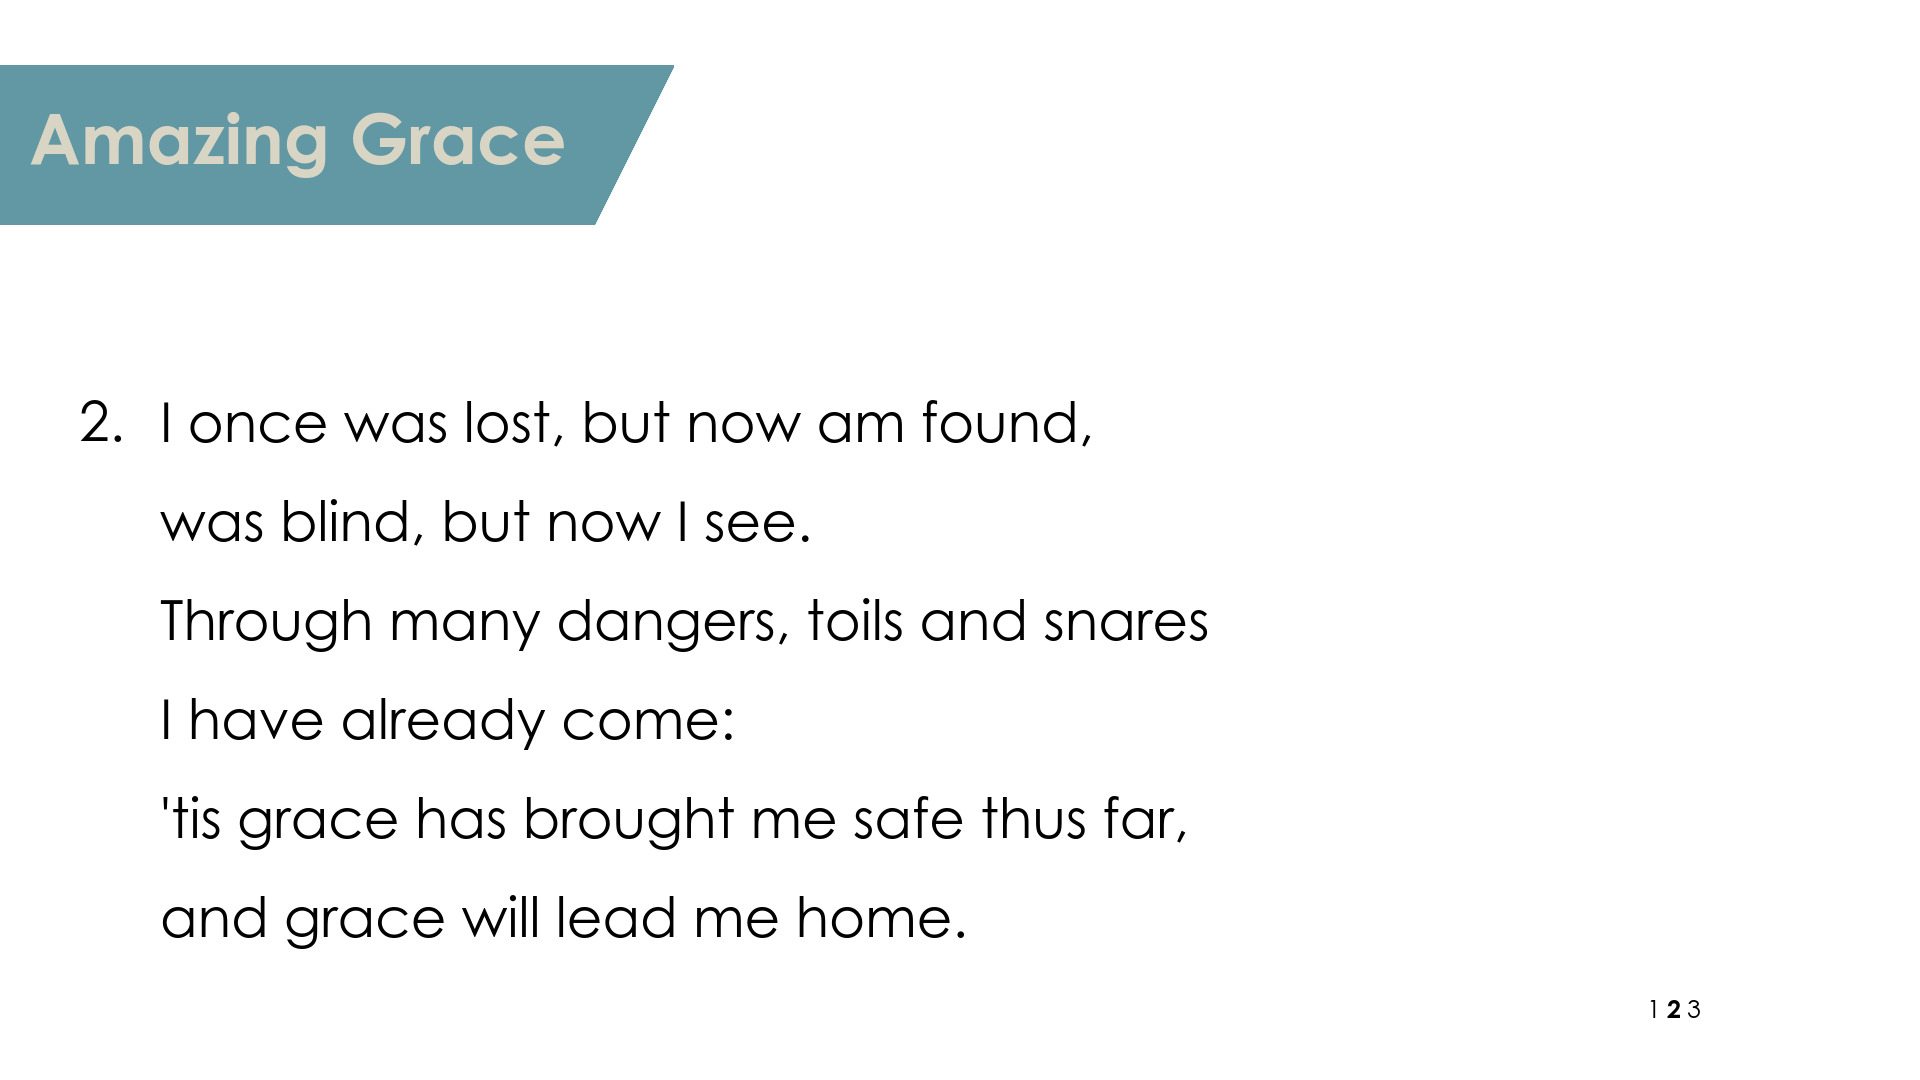 Amazing Grace
2. I once was lost, but now am found,
was blind, but now I see.
Through many dangers, toils and snares
I have already come:
'tis grace has brought me safe thus far,
and grace will lead me home.
1 2 3